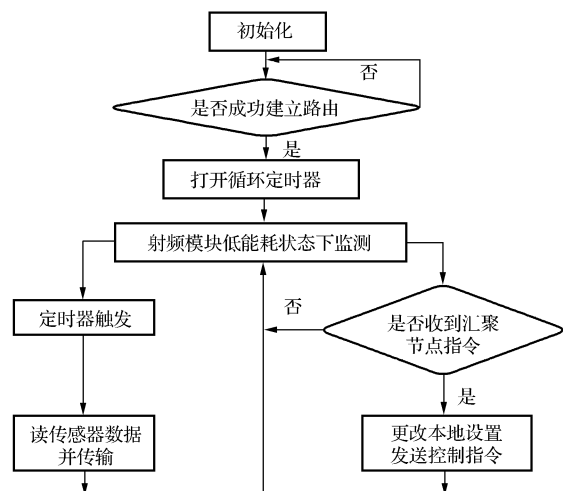 初始化
否
是否成功建立路由
是
打开循环定时器
射频模块低能耗状态下监测
定时器触发
否
是否收到汇聚
节点指令
是
读传感器数据
并传输
更改本地设置
发送控制指令